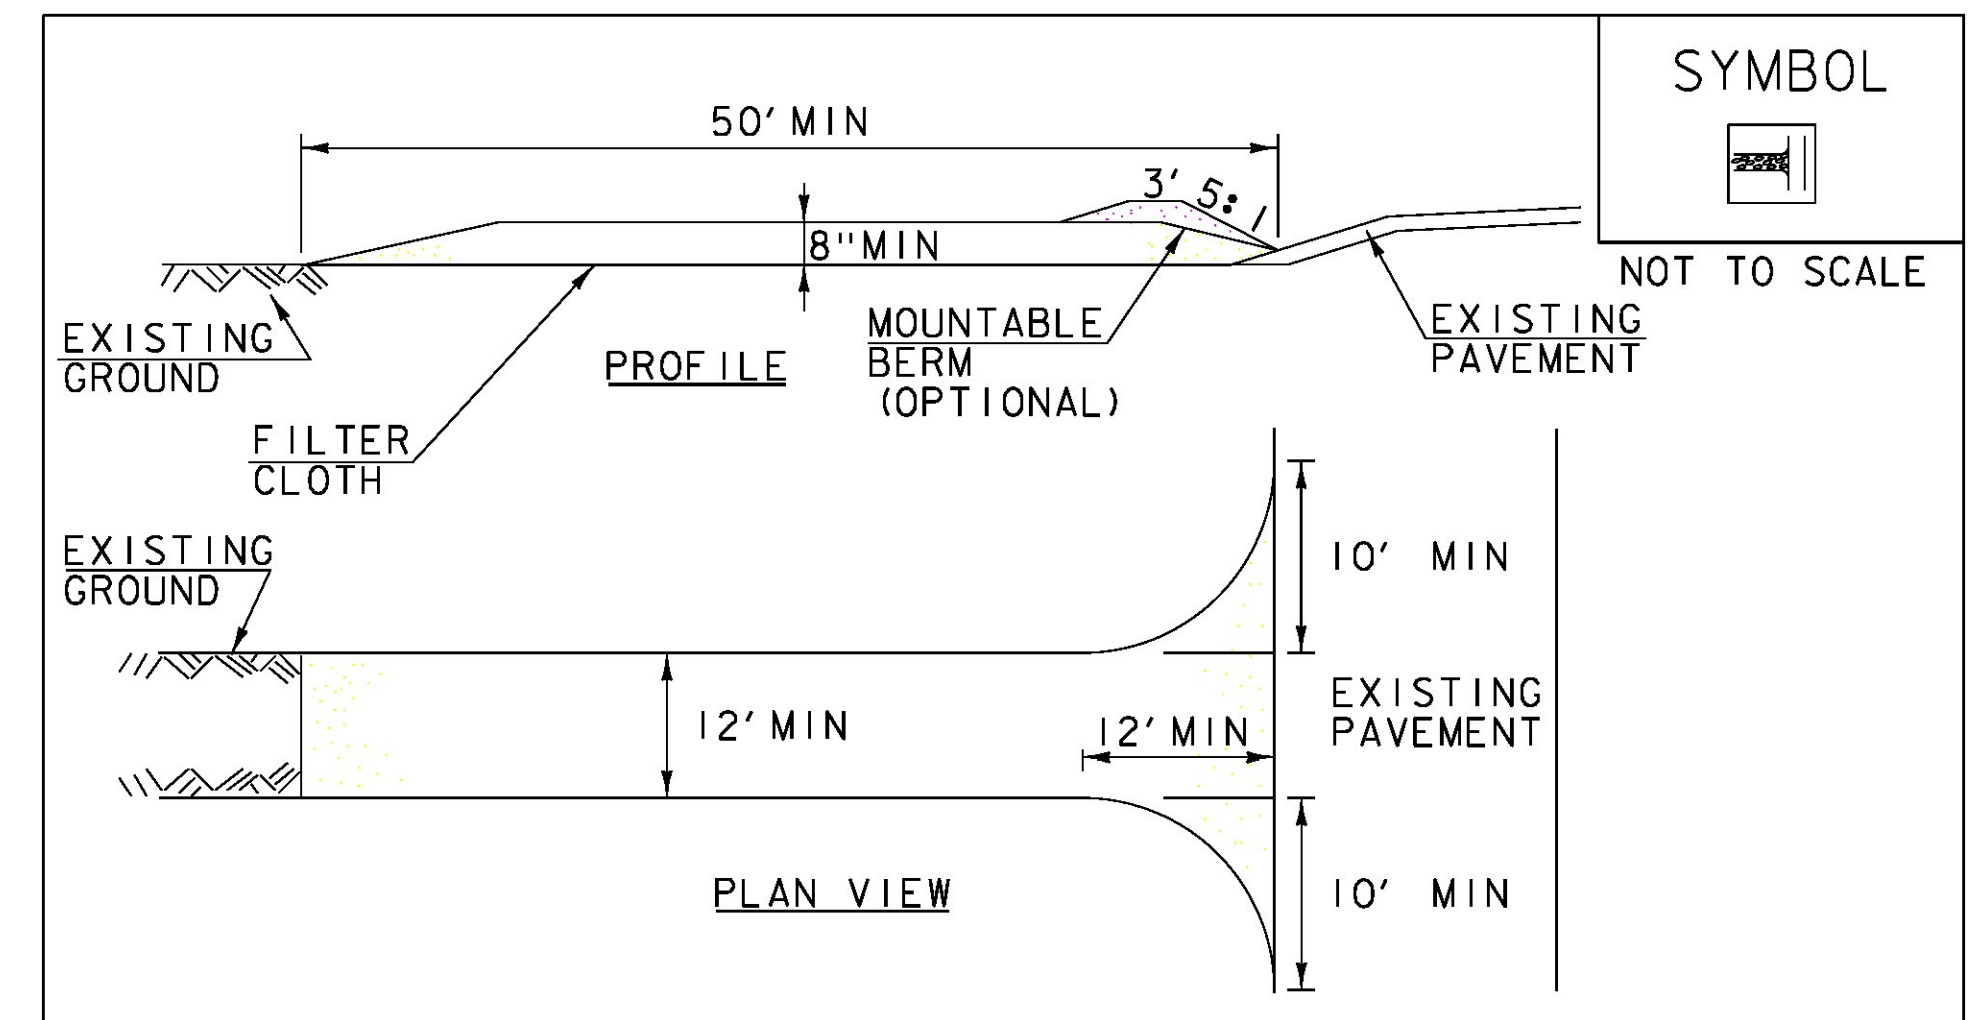 SYMBOL
NOT TO SCALE
50' MIN
3' 5:1
8" MIN
EXISTING
GROUND
PROFILE
MOUNTABLE
BERM
(OPTIONAL)
EXISTING
PAVEMENT
FILTER
CLOTH
EXISTING
GROUND
10' MIN
12' MIN
12' MIN
EXISTING
PAVEMENT
PLAN VIEW
10' MIN